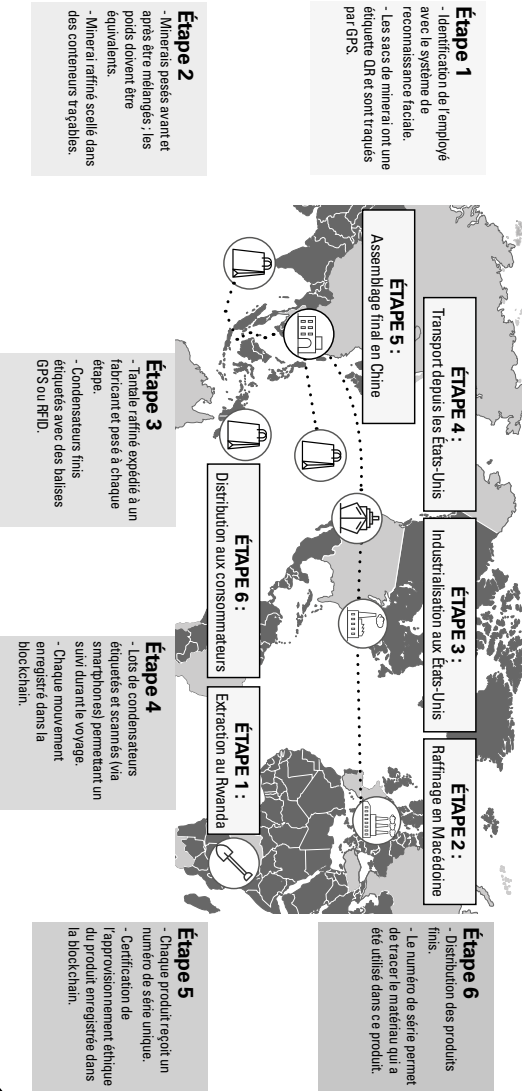 Étape 1
- Identification de l'employé
avec le système de
reconnaissance faciale.
- Les sacs de minerai ont une
étiquette QR et sont traqués
par GPS.
Étape 2
- Minerais pesés avant et
après être mélangés ; les
poids doivent être
équivalents.
- Minerai raffiné scellé dans
des conteneurs traçables.
ÉTAPE 5 :
Assemblage final en Chine
ÉTAPE 4 :
Transport depuis les États-Unis
ÉTAPE 3 :
Industrialisation aux États-Unis
ÉTAPE 2 :
Raffinage en Macédoine
ÉTAPE 6 :
Distribution aux consommateurs
ÉTAPE 1 :
Extraction au Rwanda
Étape 3
- Tantale raffiné expédié à un
fabricant et pesé à chaque
étape.
- Condensateurs finis
étiquetés avec des balises
GPS ou RFID.
Étape 4
- Lots de condensateurs
étiquetés et scannés (via
smartphones) permettant un
suivi durant le voyage.
- Chaque mouvement
enregistré dans la
blockchain.
Étape 5
- Chaque produit reçoit un
numéro de série unique.
- Certification de
l'approvisionnement éthique
du produit enregistrée dans
la blockchain.
Étape 6
- Distribution des produits
finis.
- Le numéro de série permet
de tracer le matériau qui a
été utilisé dans ce produit.